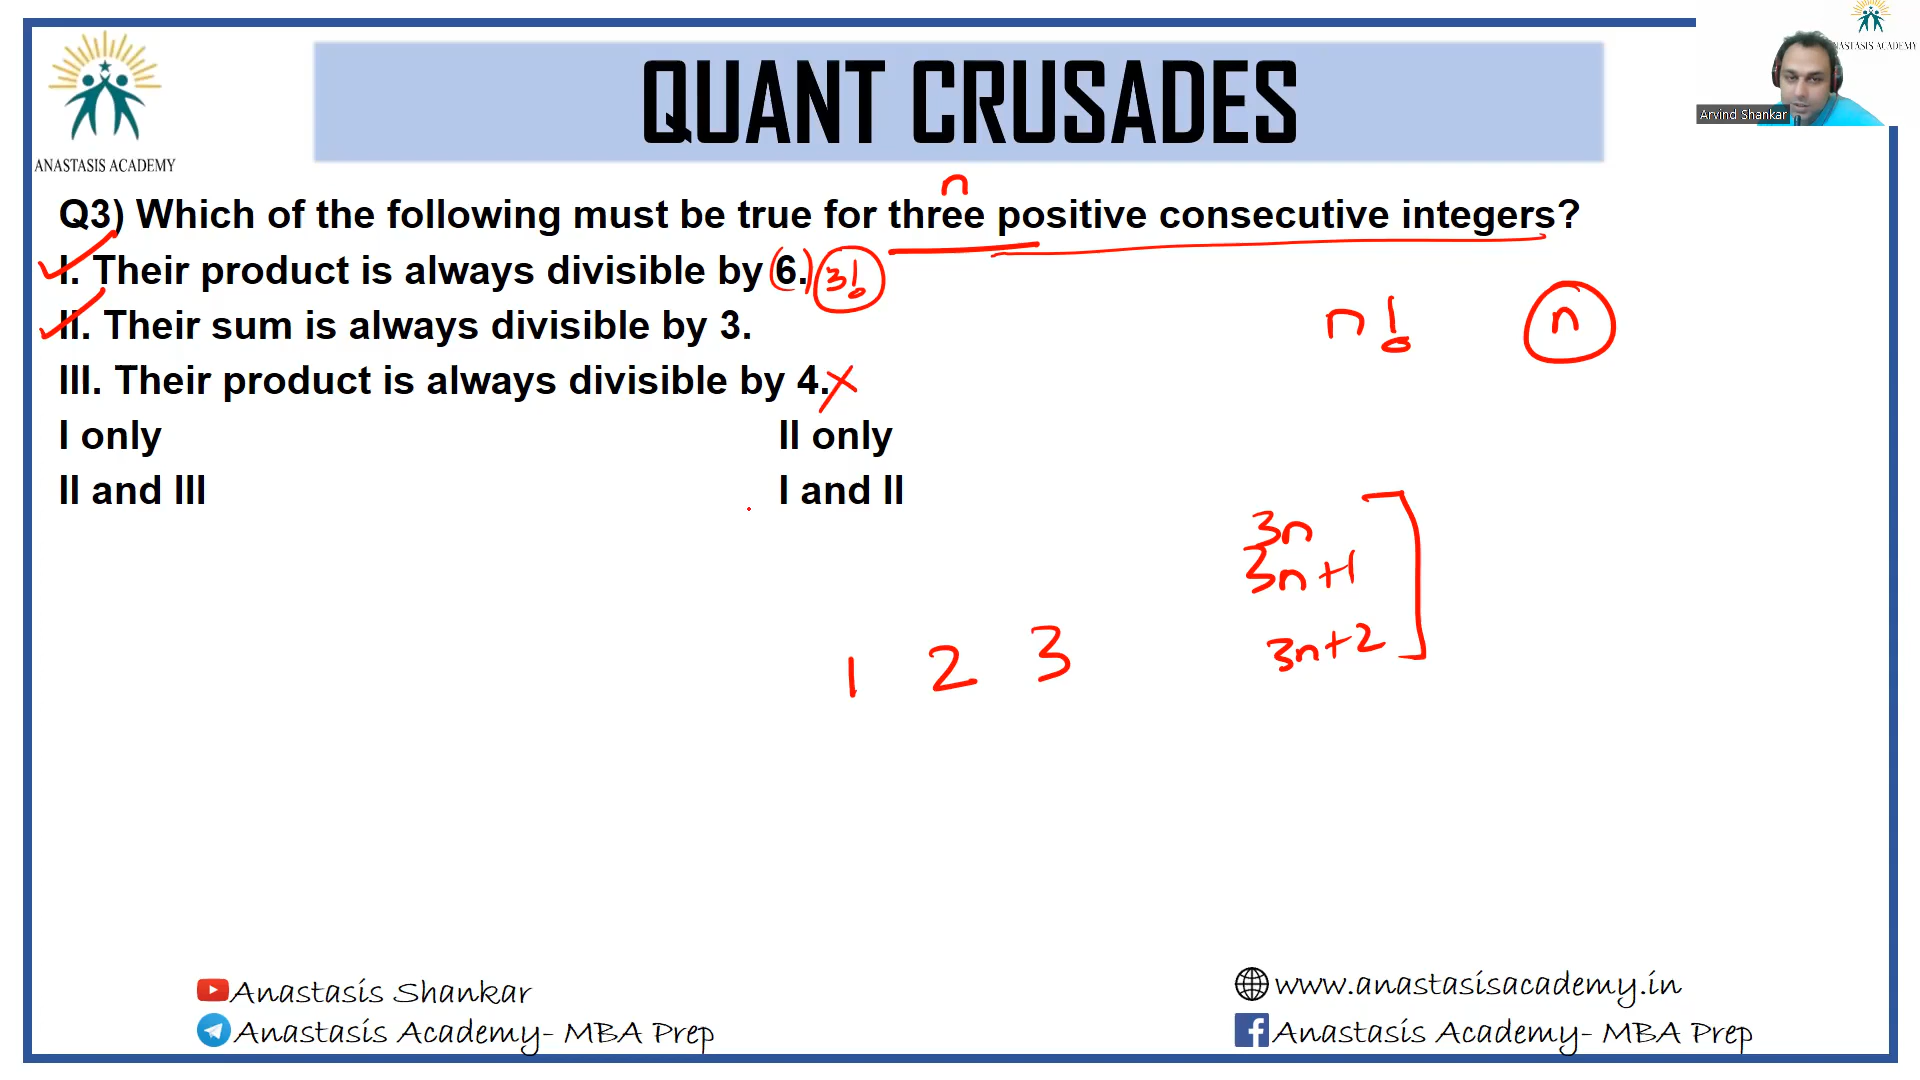 ANASTASIS ACADEMY
QUANT CRUSADES
Arvind Shankar
ANASTASIS ACADEMY
n
Q3) Which of the following must be true for three positive consecutive integers?
I. Their product is always divisible by 6. 3!
II. Their sum is always divisible by 3.
n! n
III. Their product is always divisible by 4.
I only II only
II and III I and II
3n
3n+1
3n+2
1 2 3
Anastasis Shankar
www.anastasisacademy.in
Anastasis Academy- MBA Prep
Anastasis Academy- MBA Prep